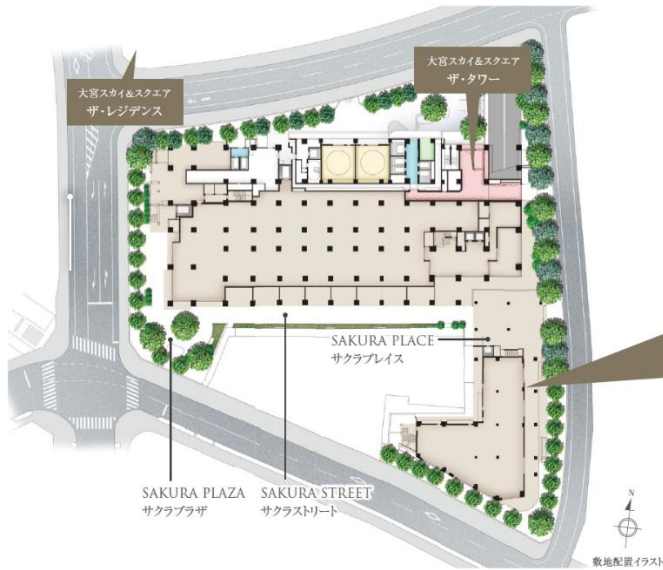 大宮スカイ&スクエア
ザ・レジデンス
大宮スカイ&スクエア
ザ・タワー
SAKURA PLACE
サクラプレイス
SAKURA PLAZA
サクラプラザ
SAKURA STREET
サクラストリート
N
敷地配置イラスト